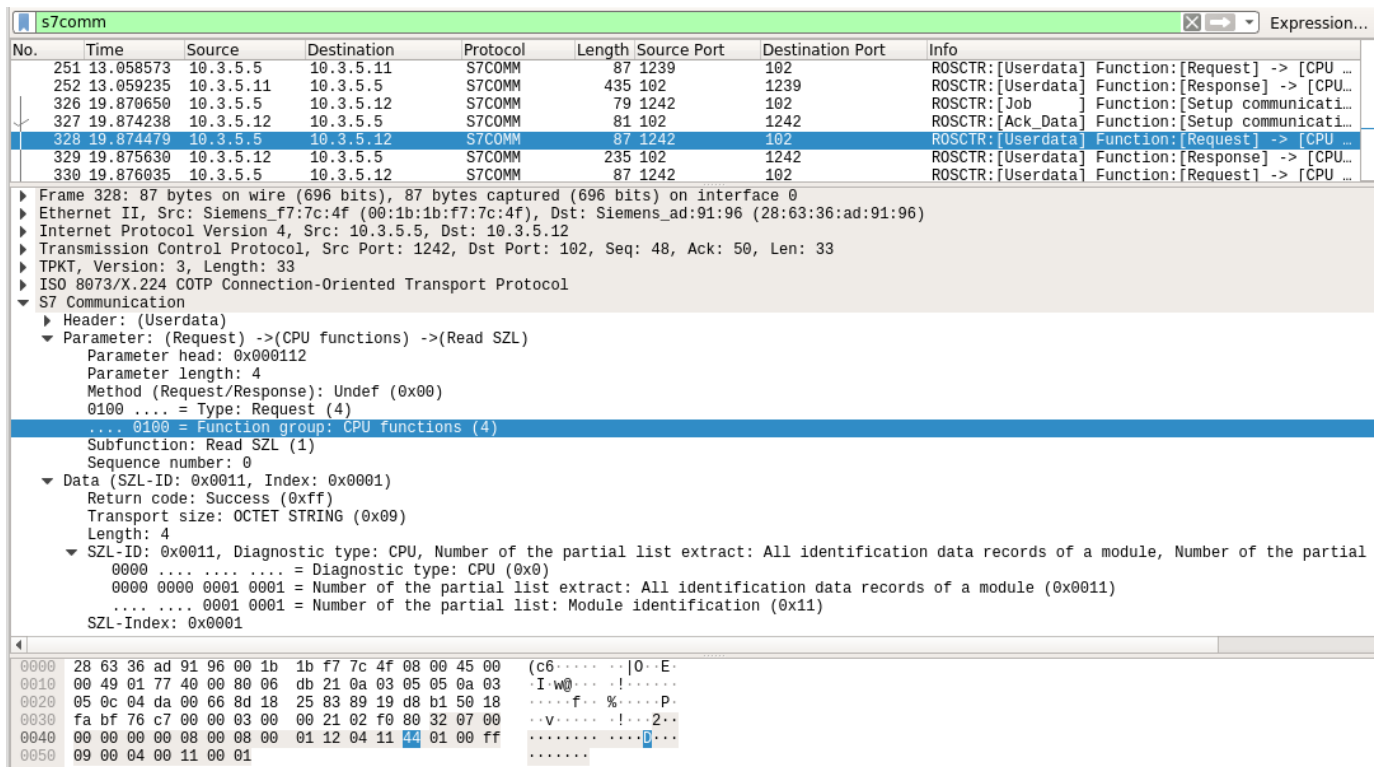 s7comm Expression...
No. Time Source Destination Protocol Length Source Port Destination Port Info
251 13.058573 10.3.5.5 10.3.5.11 S7COMM 87 1239 102 ROSCTR:[Userdata] Function:[Request] -> [CPU …
252 13.059235 10.3.5.11 10.3.5.5 S7COMM 435 102 1239 ROSCTR:[Userdata] Function:[Response] -> [CPU…
326 19.870650 10.3.5.5 10.3.5.12 S7COMM 79 1242 102 ROSCTR:[Job ] Function:[Setup communicati…
327 19.874238 10.3.5.12 10.3.5.5 S7COMM 81 102 1242 ROSCTR:[Ack_Data] Function:[Setup communicati…
328 19.874479 10.3.5.5 10.3.5.12 S7COMM 87 1242 102 ROSCTR:[Userdata] Function:[Request] -> [CPU …
329 19.875630 10.3.5.12 10.3.5.5 S7COMM 235 102 1242 ROSCTR:[Userdata] Function:[Response] -> [CPU…
330 19.876035 10.3.5.5 10.3.5.12 S7COMM 87 1242 102 ROSCTR:[Userdata] Function:[Request] -> [CPU …
Frame 328: 87 bytes on wire (696 bits), 87 bytes captured (696 bits) on interface 0
Ethernet II, Src: Siemens_f7:7c:4f (00:1b:1b:f7:7c:4f), Dst: Siemens_ad:91:96 (28:63:36:ad:91:96)
Internet Protocol Version 4, Src: 10.3.5.5, Dst: 10.3.5.12
Transmission Control Protocol, Src Port: 1242, Dst Port: 102, Seq: 48, Ack: 50, Len: 33
TPKT, Version: 3, Length: 33
ISO 8073/X.224 COTP Connection-Oriented Transport Protocol
S7 Communication
Header: (Userdata)
Parameter: (Request) ->(CPU functions) ->(Read SZL)
Parameter head: 0x000112
Parameter length: 4
Method (Request/Response): Undef (0x00)
0100 .... = Type: Request (4)
.... 0100 = Function group: CPU functions (4)
Subfunction: Read SZL (1)
Sequence number: 0
Data (SZL-ID: 0x0011, Index: 0x0001)
Return code: Success (0xff)
Transport size: OCTET STRING (0x09)
Length: 4
SZL-ID: 0x0011, Diagnostic type: CPU, Number of the partial list extract: All identification data records of a module, Number of the partial
0000 .... .... .... = Diagnostic type: CPU (0x0)
0000 0000 0001 0001 = Number of the partial list extract: All identification data records of a module (0x0011)
.... .... 0001 0001 = Number of the partial list: Module identification (0x11)
SZL-Index: 0x0001
0000 28 63 36 ad 91 96 00 1b 1b f7 7c 4f 08 00 45 00 (c6····· ··|O··E·
0010 00 49 01 77 40 00 80 06 db 21 0a 03 05 05 0a 03 ·I·w@··· ·!······
0020 05 0c 04 da 00 66 8d 18 25 83 89 19 d8 b1 50 18 ·····f·· %·····P·
0030 fa bf 76 c7 00 00 03 00 00 21 02 f0 80 32 07 00 ··v····· ·!···2··
0040 00 00 00 00 08 00 08 00 01 12 04 11 44 01 00 ff ········ ····D···
0050 09 00 04 00 11 00 01 ·······